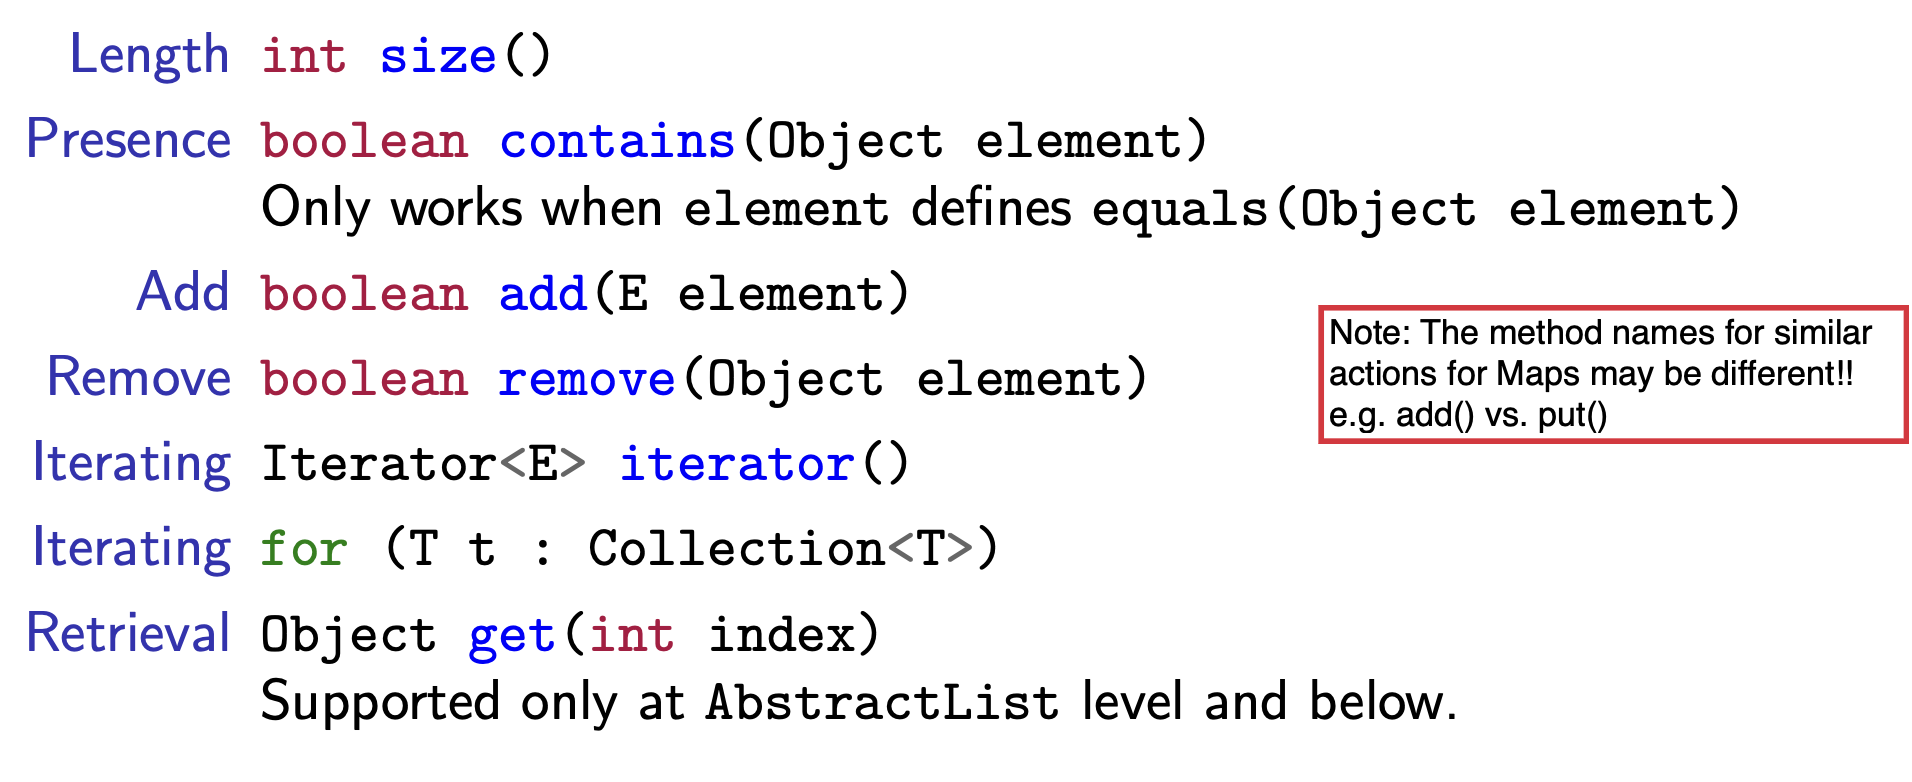 Length int size()
Presence boolean contains(Object element)
Only works when element defines equals(Object element)
Add boolean add(E element)
Remove boolean remove(Object element)
Iterating Iterator<E> iterator()
Iterating for (T t : Collection<T>)
Retrieval Object get(int index)
Supported only at AbstractList level and below.
Note: The method names for similar
actions for Maps may be different!!
e.g. add() vs. put()